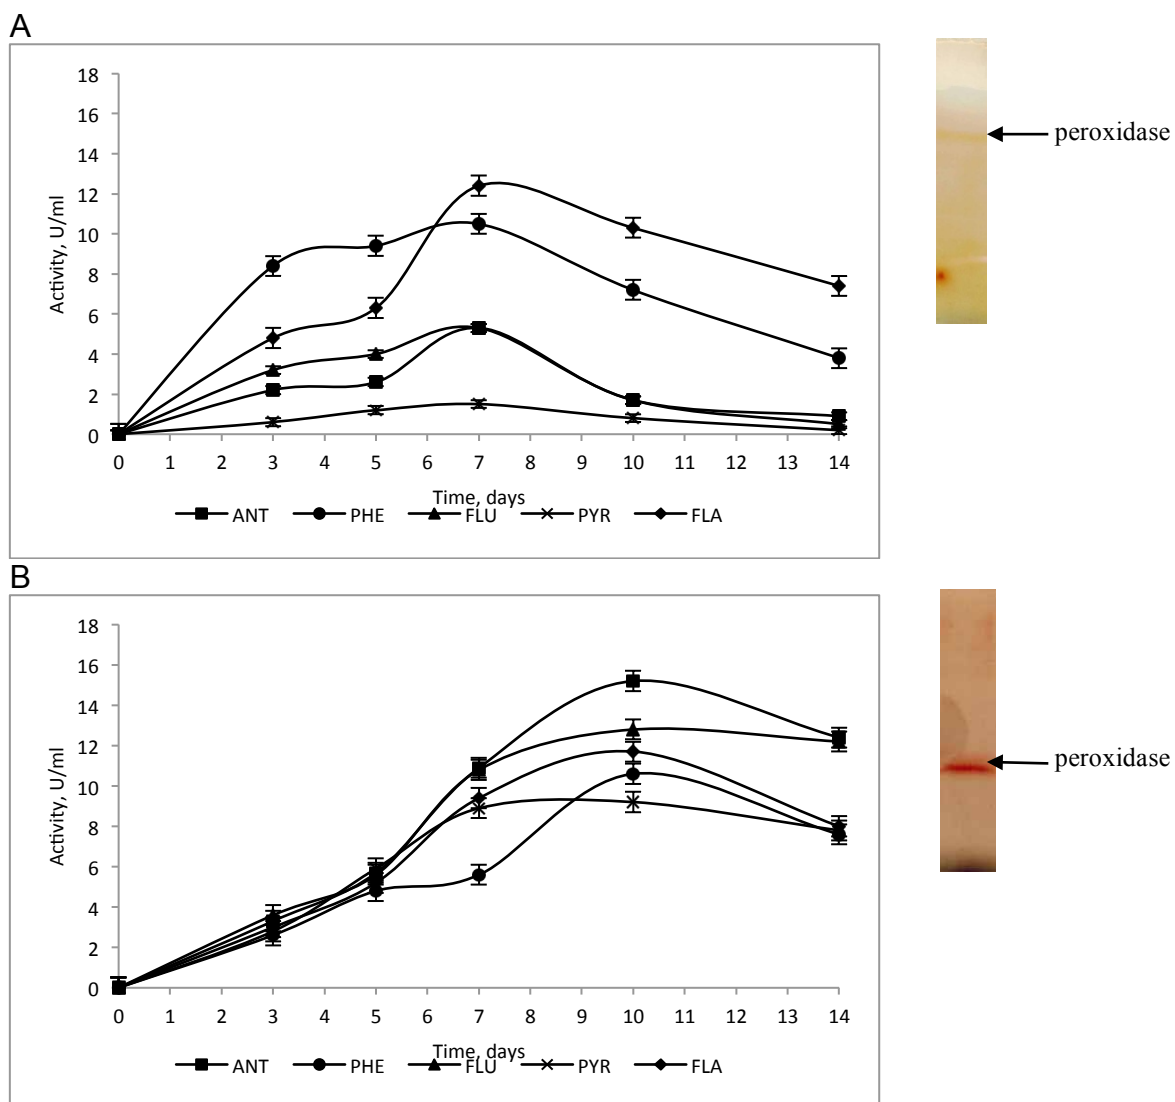 A
18
16
14
12
10
8
6
4
2
0
Activity, U/ml
0 1 2 3 4 5 6 7 8 9 10 11 12 13 14
Time, days
ANT PHE FLU PYR FLA
peroxidase
B
18
16
14
12
10
8
6
4
2
0
Activity, U/ml
0 1 2 3 4 5 6 7 8 9 10 11 12 13 14
Time, days
ANT PHE FLU PYR FLA
peroxidase